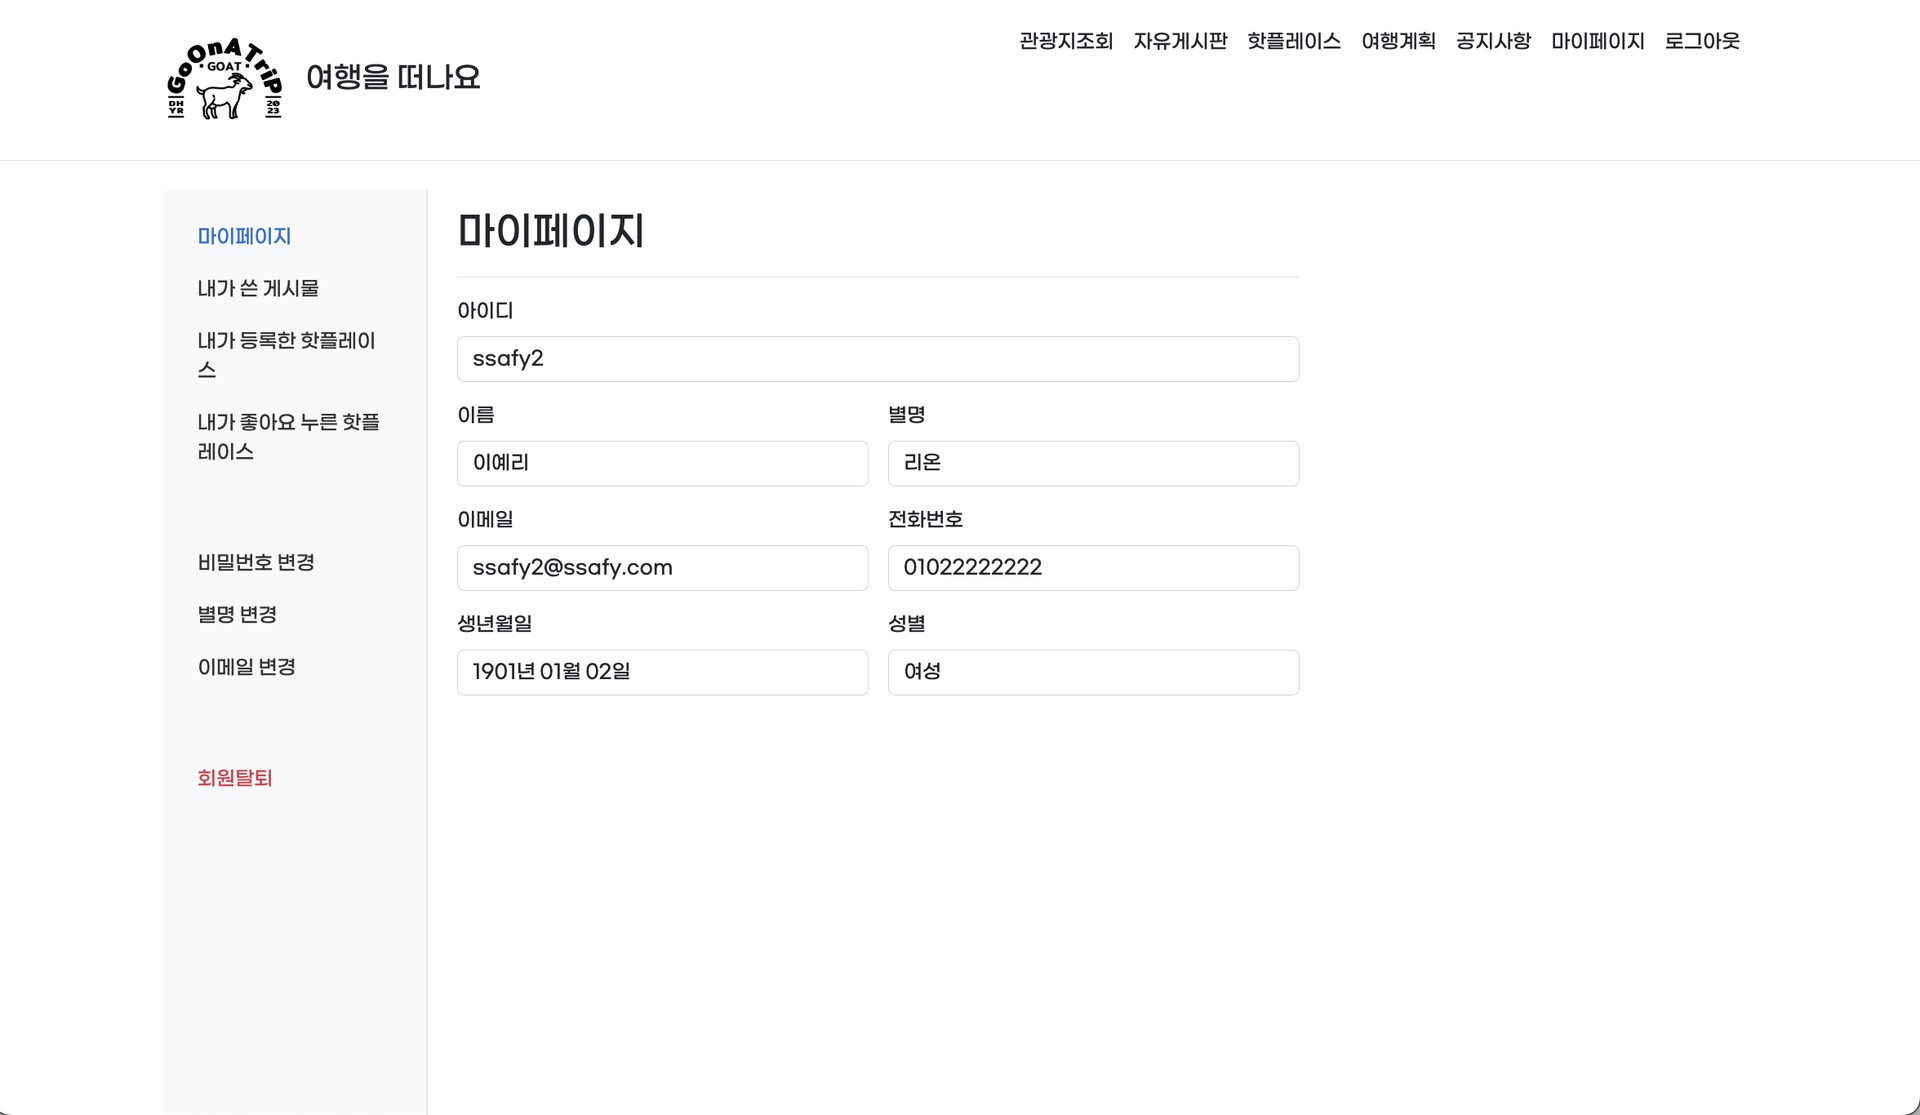 GoOnA TriP
GOAT
DH
YR
20
23
여행을 떠나요
관광지조회 자유게시판 핫플레이스 여행계획 공지사항 마이페이지 로그아웃
마이페이지
내가 쓴 게시물
내가 등록한 핫플레이
스
내가 좋아요 누른 핫플
레이스
비밀번호 변경
별명 변경
이메일 변경
회원탈퇴
마이페이지
아이디
ssafy2
이름 별명
이예리 리온
이메일 전화번호
ssafy2@ssafy.com 01022222222
생년월일 성별
1901년 01월 02일 여성